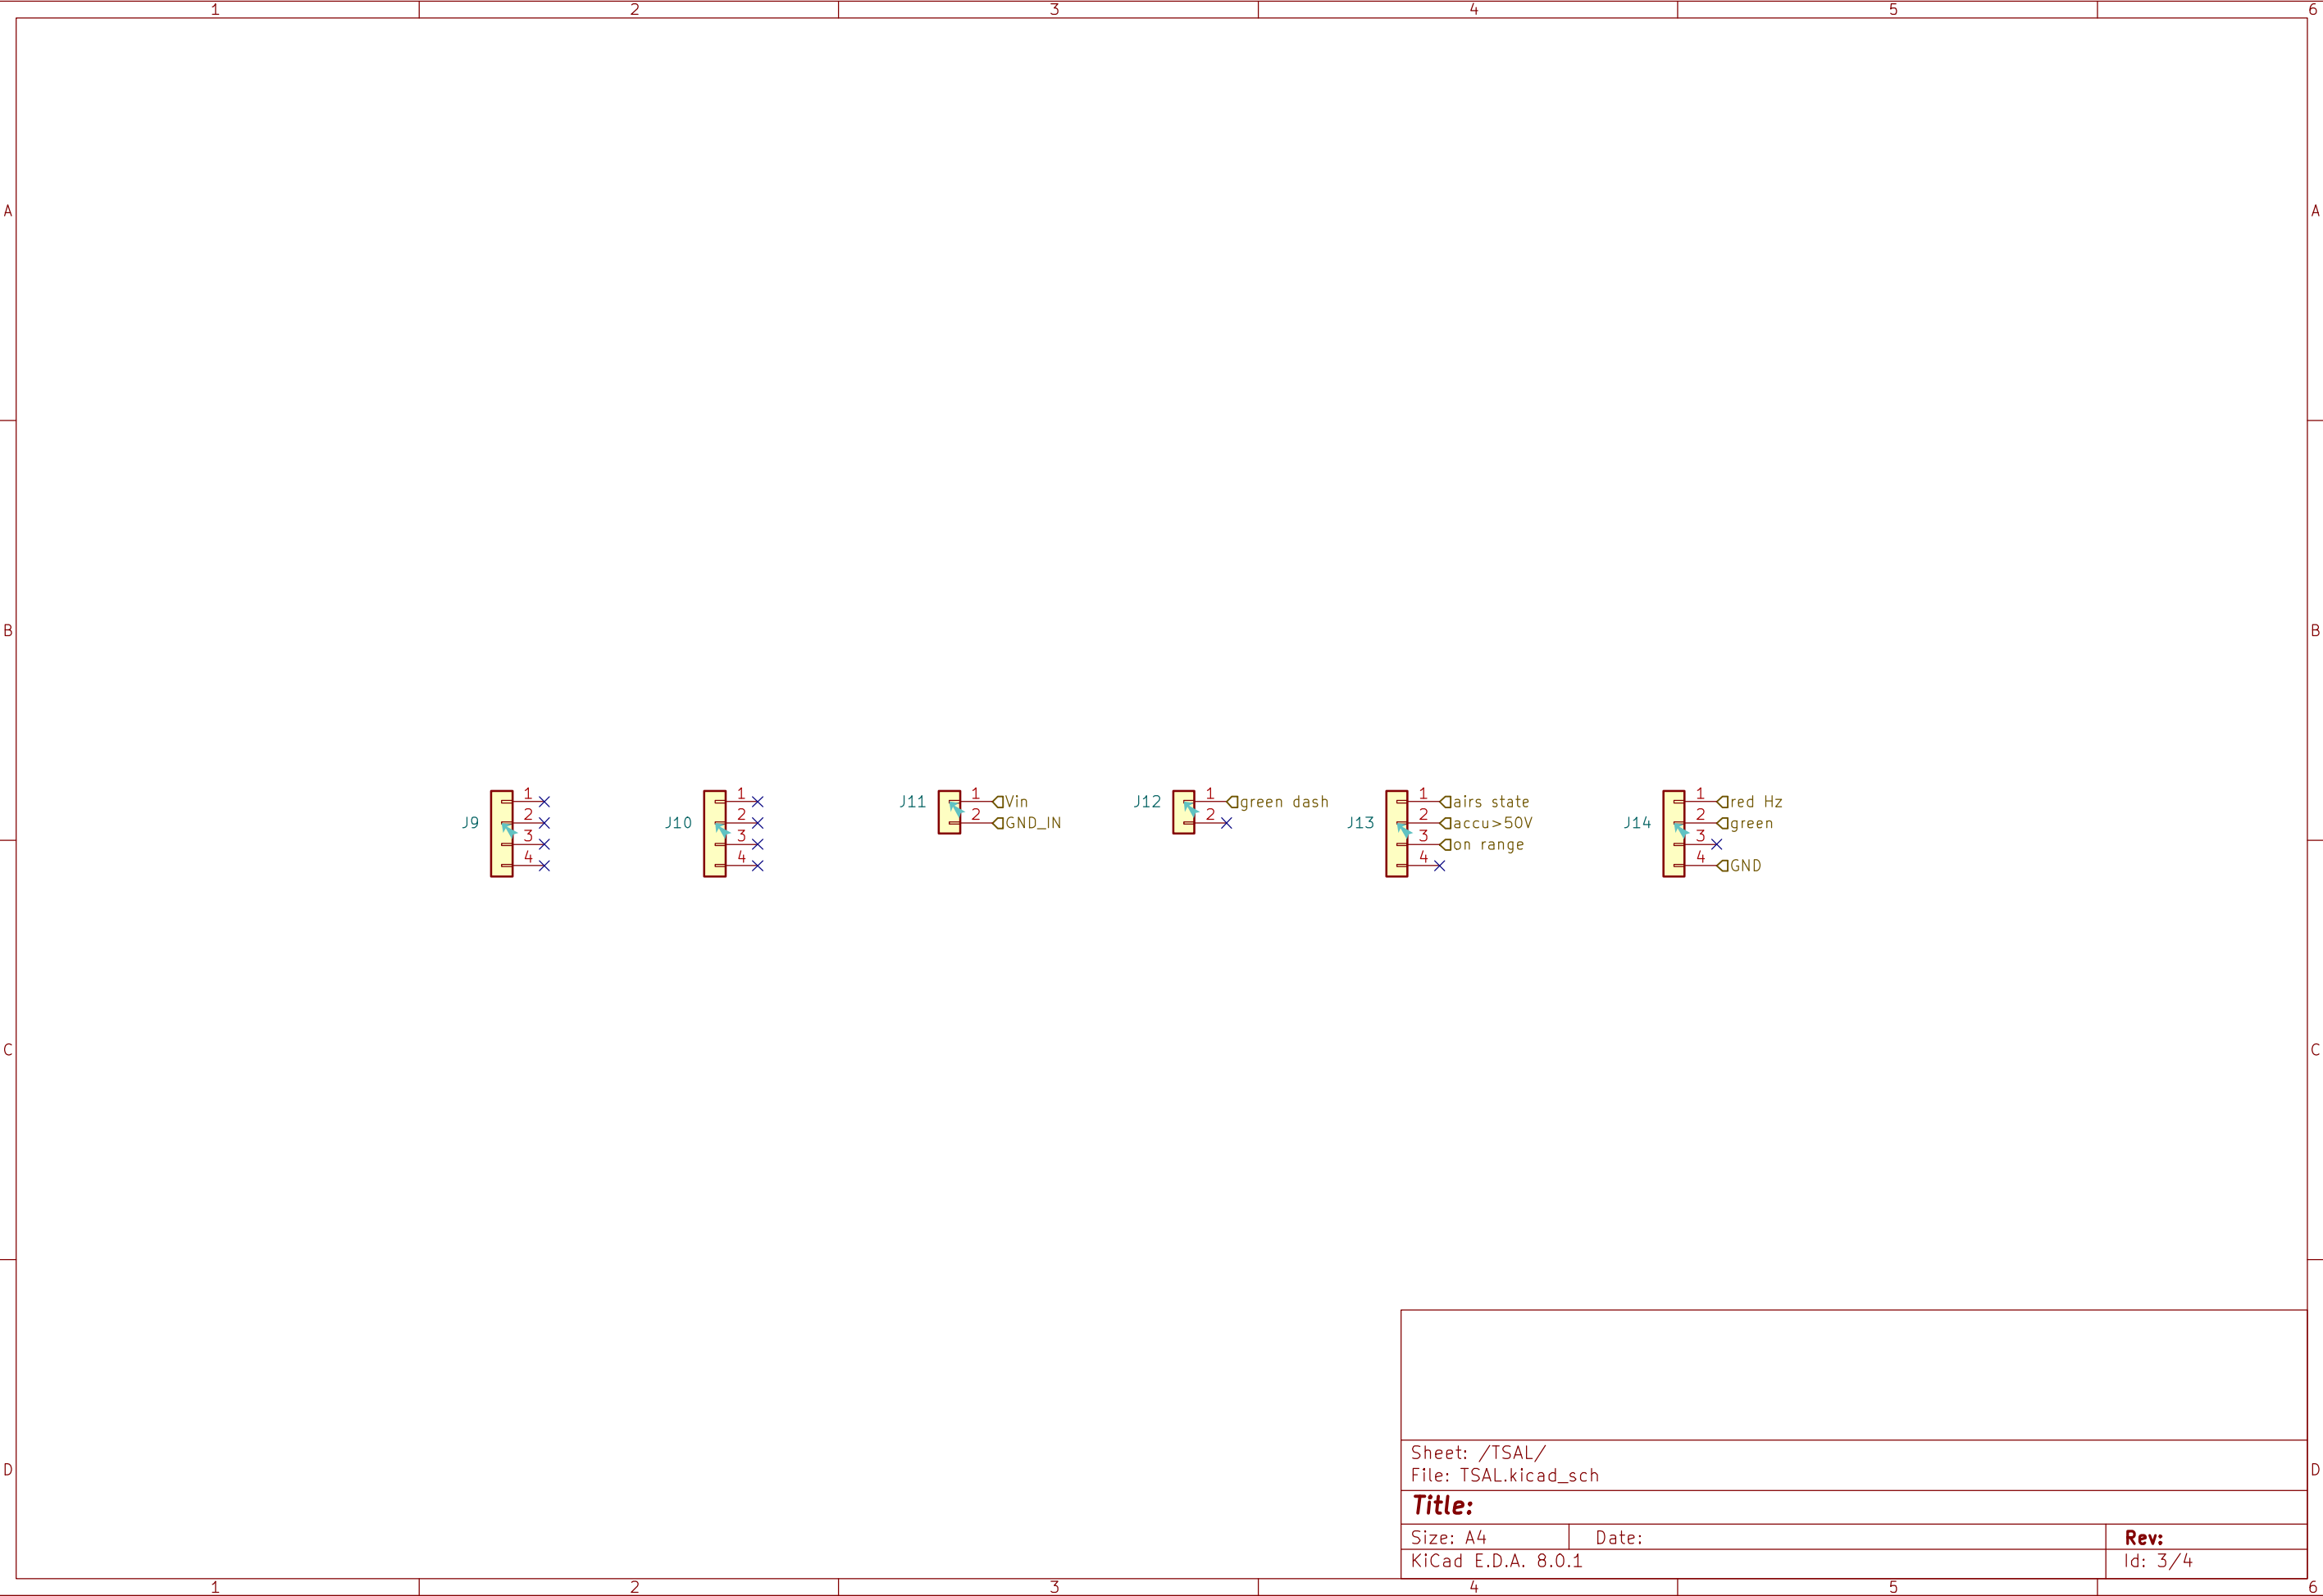 1 2 3 4 5 6
A A
B B
J9 1 2 3 4
J10 1 2 3 4
J11 1 Vin
2 GND_IN
J12 1 green dash
2
J13 1 airs state
2 accu>50V
3 on range
4
J14 1 red Hz
2 green
3
4 GND
C C
D D
Sheet: /TSAL/
File: TSAL.kicad_sch
Title:
Size: A4 Date: Rev:
KiCad E.D.A. 8.0.1 Id: 3/4
1 2 3 4 5 6